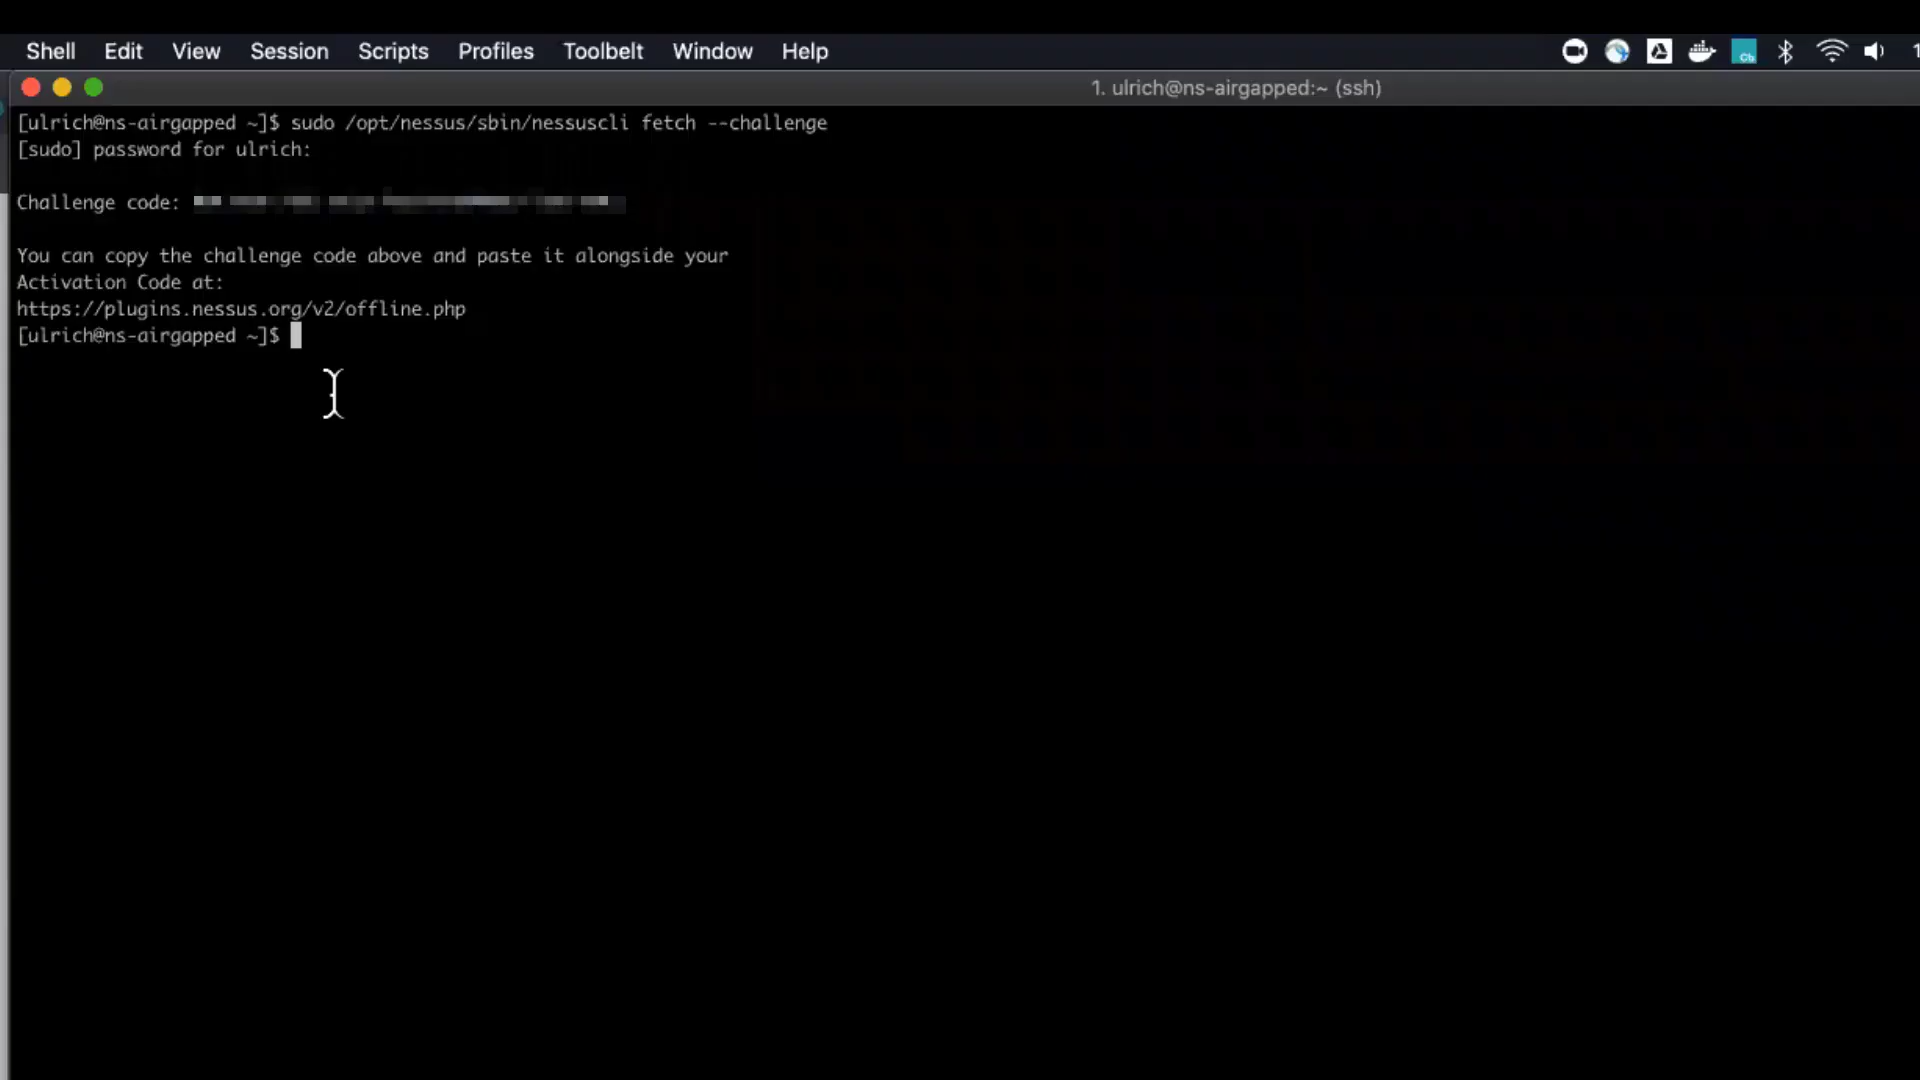 Shell Edit View Session Scripts Profiles Toolbelt Window Help
1. ulrich@ns-airgapped:~ (ssh)
[ulrich@ns-airgapped ~]$ sudo /opt/nessus/sbin/nessuscli fetch --challenge
[sudo] password for ulrich:
Challenge code:
You can copy the challenge code above and paste it alongside your
Activation Code at:
https://plugins.nessus.org/v2/offline.php
[ulrich@ns-airgapped ~]$